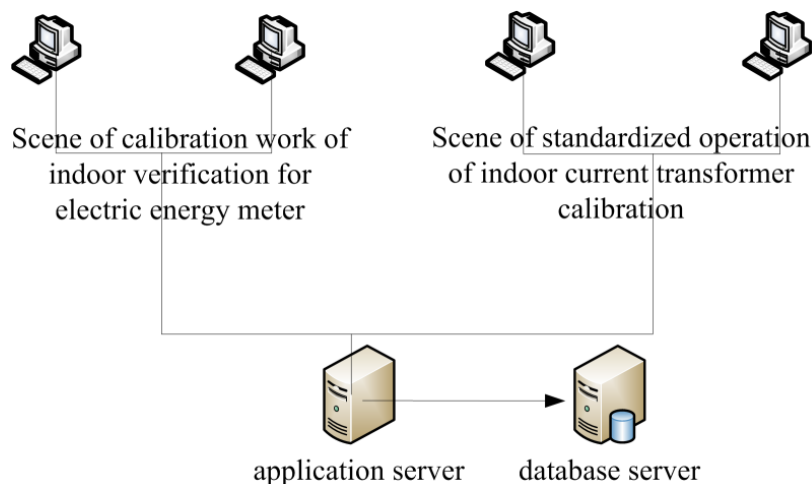 Scene of calibration work of
indoor verification for
electric energy meter
Scene of standardized operation
of indoor current transformer
calibration
application server
database server